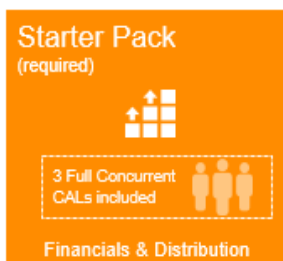 Starter Pack
(required)
3 Full Concurrent
CALs included
Financials & Distribution